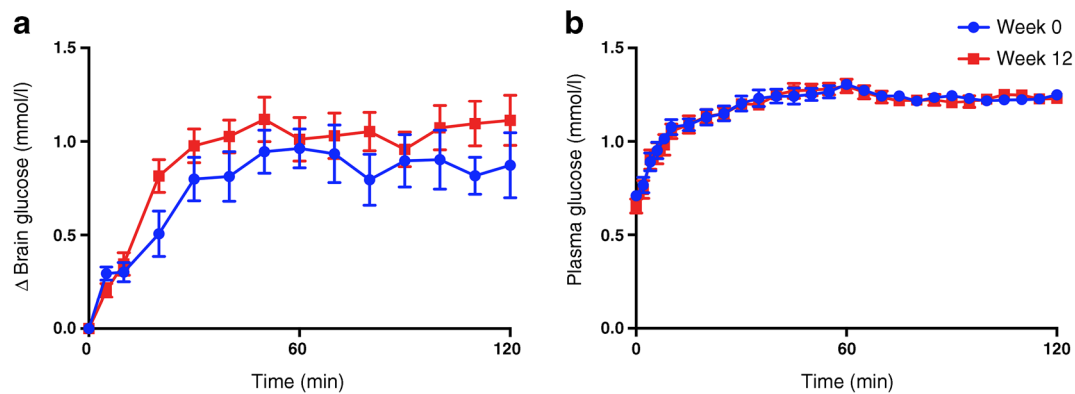 a
b
Week 0
Week 12
1.5
1.0
0.5
0.0
Δ Brain glucose (mmol/l)
0
60
120
Time (min)
1.5
1.0
0.5
0.0
Plasma glucose (mmol/l)
0
60
120
Time (min)